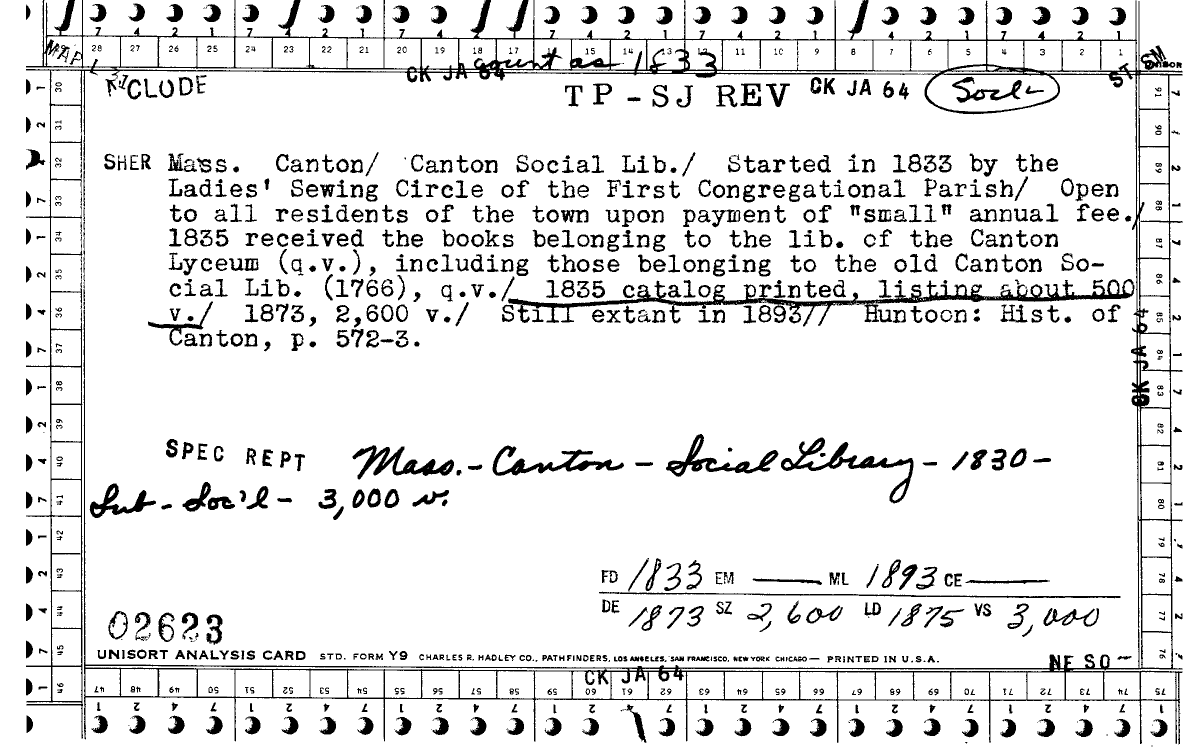 7 4 2 1 7 4 2 1 7 4 2 1 7 4 2 1 7 4 2 1 7 4 2 1
28 27 26 25 24 23 22 21 20 19 18 17 15 14 13 12 11 10 9 8 7 6 5 4 3 2 1
count as 1833
CK JA 64
CLUDE
TP-SJ REV CK JA 64 Socl
ST. SM
SHER Mass. Canton/ Canton Social Lib./ Started in 1833 by the
Ladies' Sewing Circle of the First Congregational Parish/ Open
to all residents of the town upon payment of "small" annual fee./
1835 received the books belonging to the lib. of the Canton
Lyceum (q.v.), including those belonging to the old Canton So-
cial Lib. (1766), q.v./ 1835 catalog printed, listing about 500
v./ 1873, 2,600 v./ Still extant in 1893// Huntoon: Hist. of
Canton, p. 572-3.
CK JA 64
SPEC REPT Mass. - Canton - Social Library - 1830 -
Sub - Soc'l - 3,000 v.
FD 1833 EM — ML 1893 CE —
DE 1873 SZ 2,600 LD 1875 VS 3,000
02623
UNISORT ANALYSIS CARD STD. FORM Y9 CHARLES R. HADLEY CO., PATHFINDERS, LOS ANGELES, SAN FRANCISCO, NEW YORK CHICAGO — PRINTED IN U.S.A.
NE SO —
CK JA 64
30 31 32 33 34 35 36 37 38 39 40 41 42 43 44 45 46
47 48 49 50 51 52 53 54 55 56 57 58 59 60 61 62 63 64 65 66 67 68 69 70 71 72 73 74 75
76 77 78 79 80 81 82 83 84 85 86 87 88 89 90 91